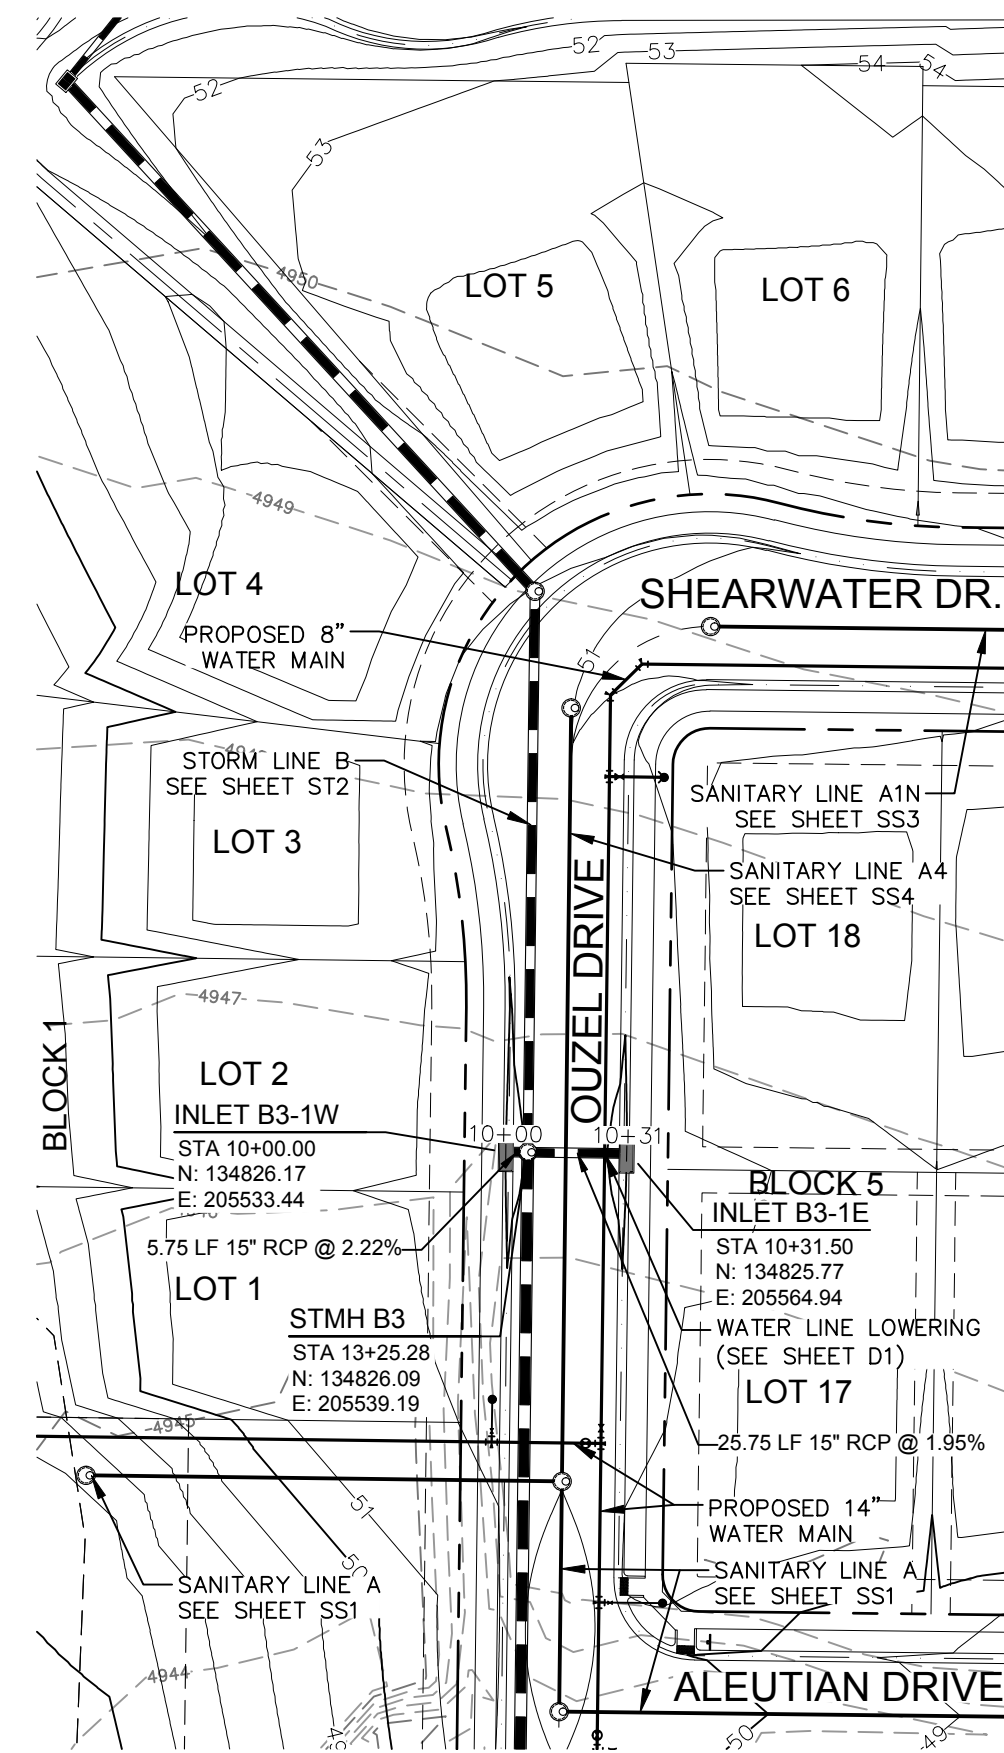 52
53
54
54
52
53
4950
LOT 5
LOT 6
4949
LOT 4
SHEARWATER DR.
PROPOSED 8"
WATER MAIN
51
STORM LINE B
SEE SHEET ST2
SANITARY LINE A1N
SEE SHEET SS3
LOT 3
SANITARY LINE A4
SEE SHEET SS4
LOT 18
OUZEL DRIVE
4947
BLOCK 1
LOT 2
INLET B3-1W
STA 10+00.00
N: 134826.17
E: 205533.44
10+00
10+31
BLOCK 5
INLET B3-1E
STA 10+31.50
N: 134825.77
E: 205564.94
5.75 LF 15" RCP @ 2.22%
LOT 1
STMH B3
STA 13+25.28
N: 134826.09
E: 205539.19
WATER LINE LOWERING
(SEE SHEET D1)
LOT 17
4945
25.75 LF 15" RCP @ 1.95%
51
PROPOSED 14"
WATER MAIN
SANITARY LINE A
SEE SHEET SS1
SANITARY LINE A
SEE SHEET SS1
4944
ALEUTIAN DRIVE
50
49